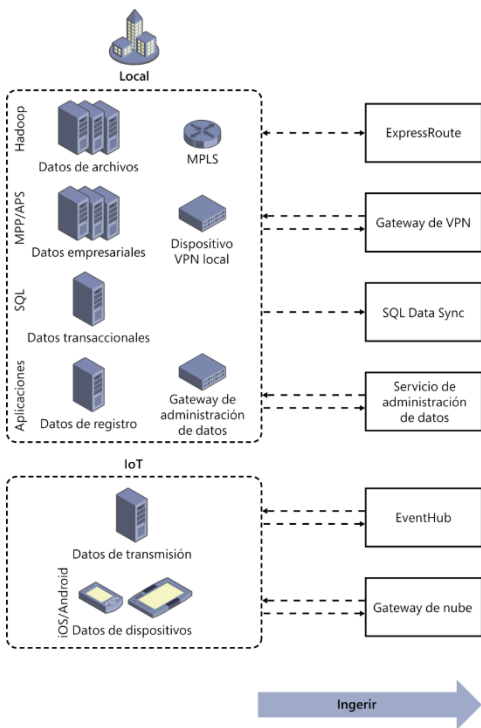 Local
Hadoop
Datos de archivos
MPLS
ExpressRoute
MPP/APS
Datos empresariales
Dispositivo
VPN local
Gateway de VPN
SQL
Datos transaccionales
SQL Data Sync
Aplicaciones
Datos de registro
Gateway de
administración
de datos
Servicio de
administración
de datos
IoT
Datos de transmisión
EventHub
iOS/Android
Datos de dispositivos
Gateway de nube
Ingerir